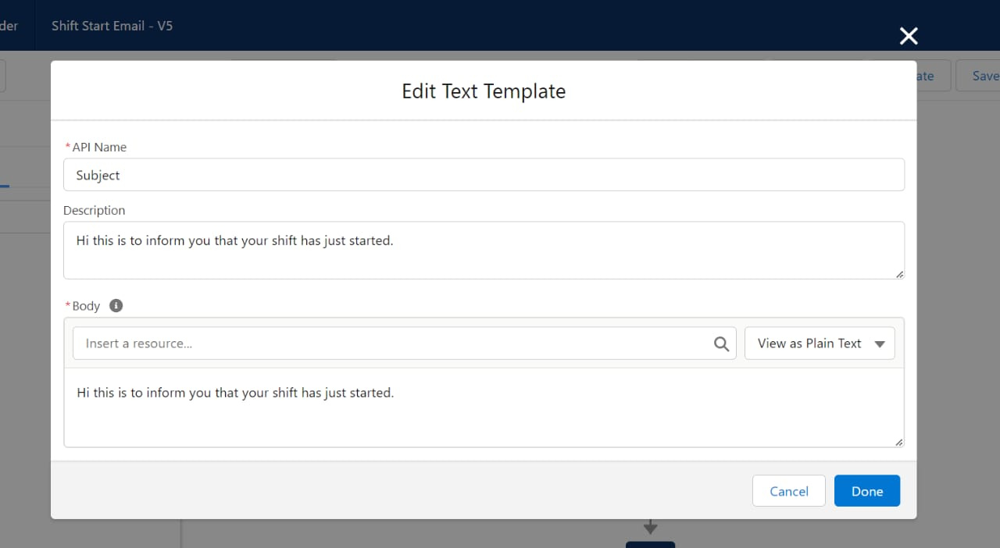 der
Shift Start Email - V5
ate
Save
Edit Text Template
*API Name
Subject
Description
Hi this is to inform you that your shift has just started.
*Body
Insert a resource...
View as Plain Text
Hi this is to inform you that your shift has just started.
Cancel
Done